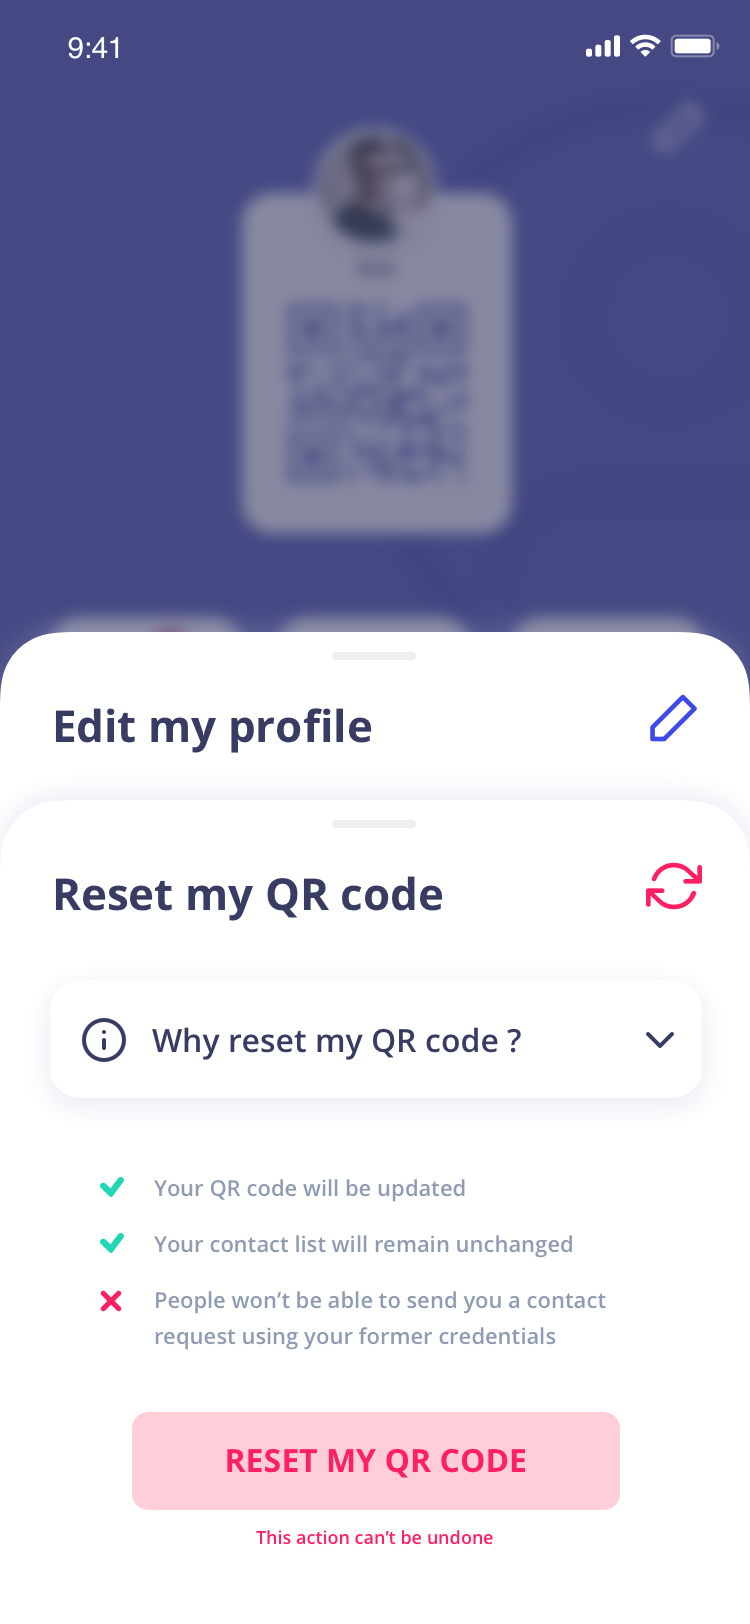 9:41
Edit my profile
Reset my QR code
Why reset my QR code ?
Your QR code will be updated
Your contact list will remain unchanged
People won’t be able to send you a contact
request using your former credentials
RESET MY QR CODE
This action can’t be undone